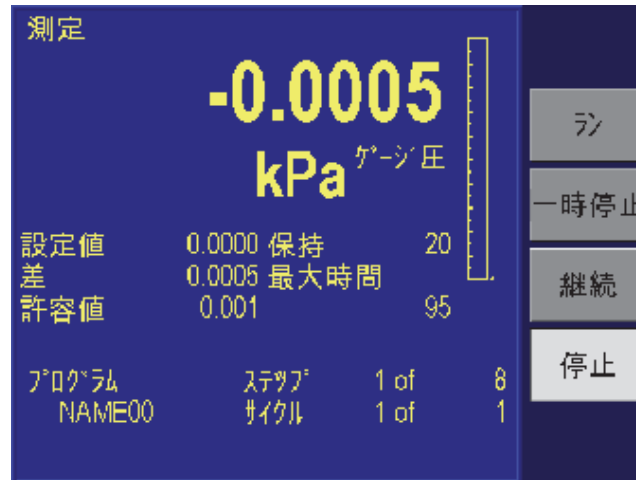 測定
-0.0005
kPa ゲージ圧
設定値 0.0000 保持 20
差 0.0005 最大時間
許容値 0.001 95
プログラム ステップ 1 of 8
NAME00 サイクル 1 of 1
ラン
一時停止
継続
停止